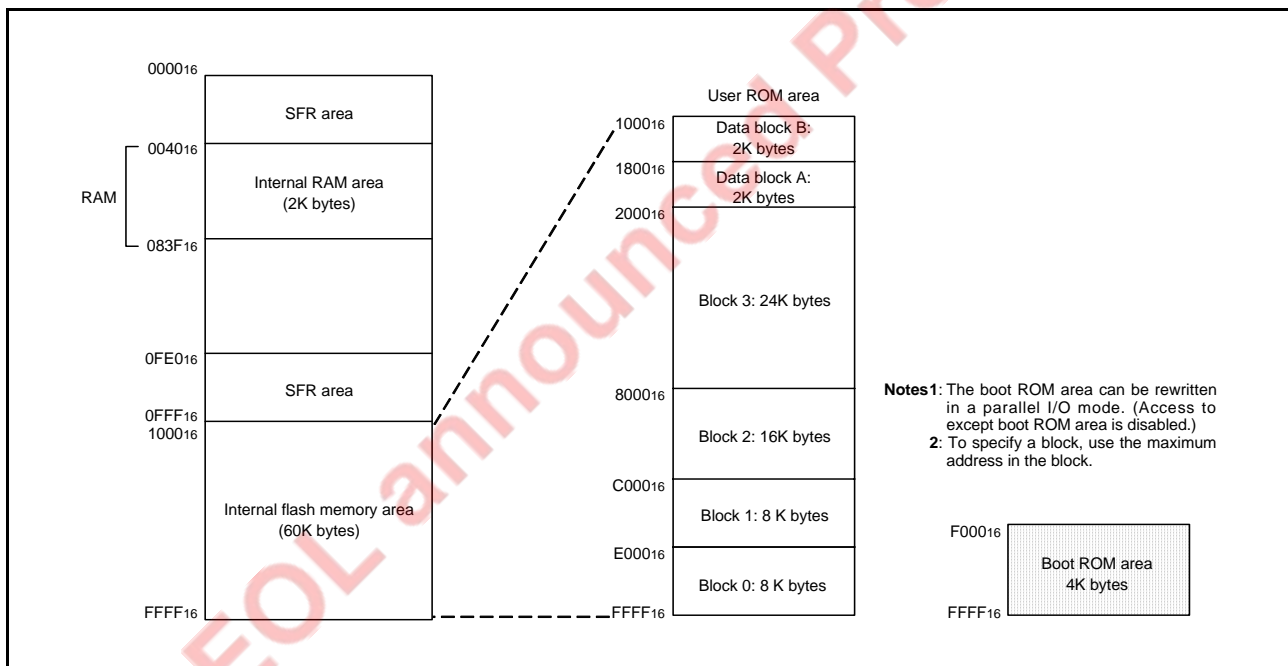 0000₁₆
SFR area
0040₁₆
RAM
Internal RAM area
(2K bytes)
083F₁₆
0FE0₁₆
SFR area
0FFF₁₆
1000₁₆
Internal flash memory area
(60K bytes)
FFFF₁₆
User ROM area
1000₁₆
Data block B:
2K bytes
1800₁₆
Data block A:
2K bytes
2000₁₆
Block 3: 24K bytes
8000₁₆
Block 2: 16K bytes
C000₁₆
Block 1: 8 K bytes
E000₁₆
Block 0: 8 K bytes
FFFF₁₆
Notes1: The boot ROM area can be rewritten
in a parallel I/O mode. (Access to
except boot ROM area is disabled.)
2: To specify a block, use the maximum
address in the block.
F000₁₆
Boot ROM area
4K bytes
FFFF₁₆
EOL announced Pro